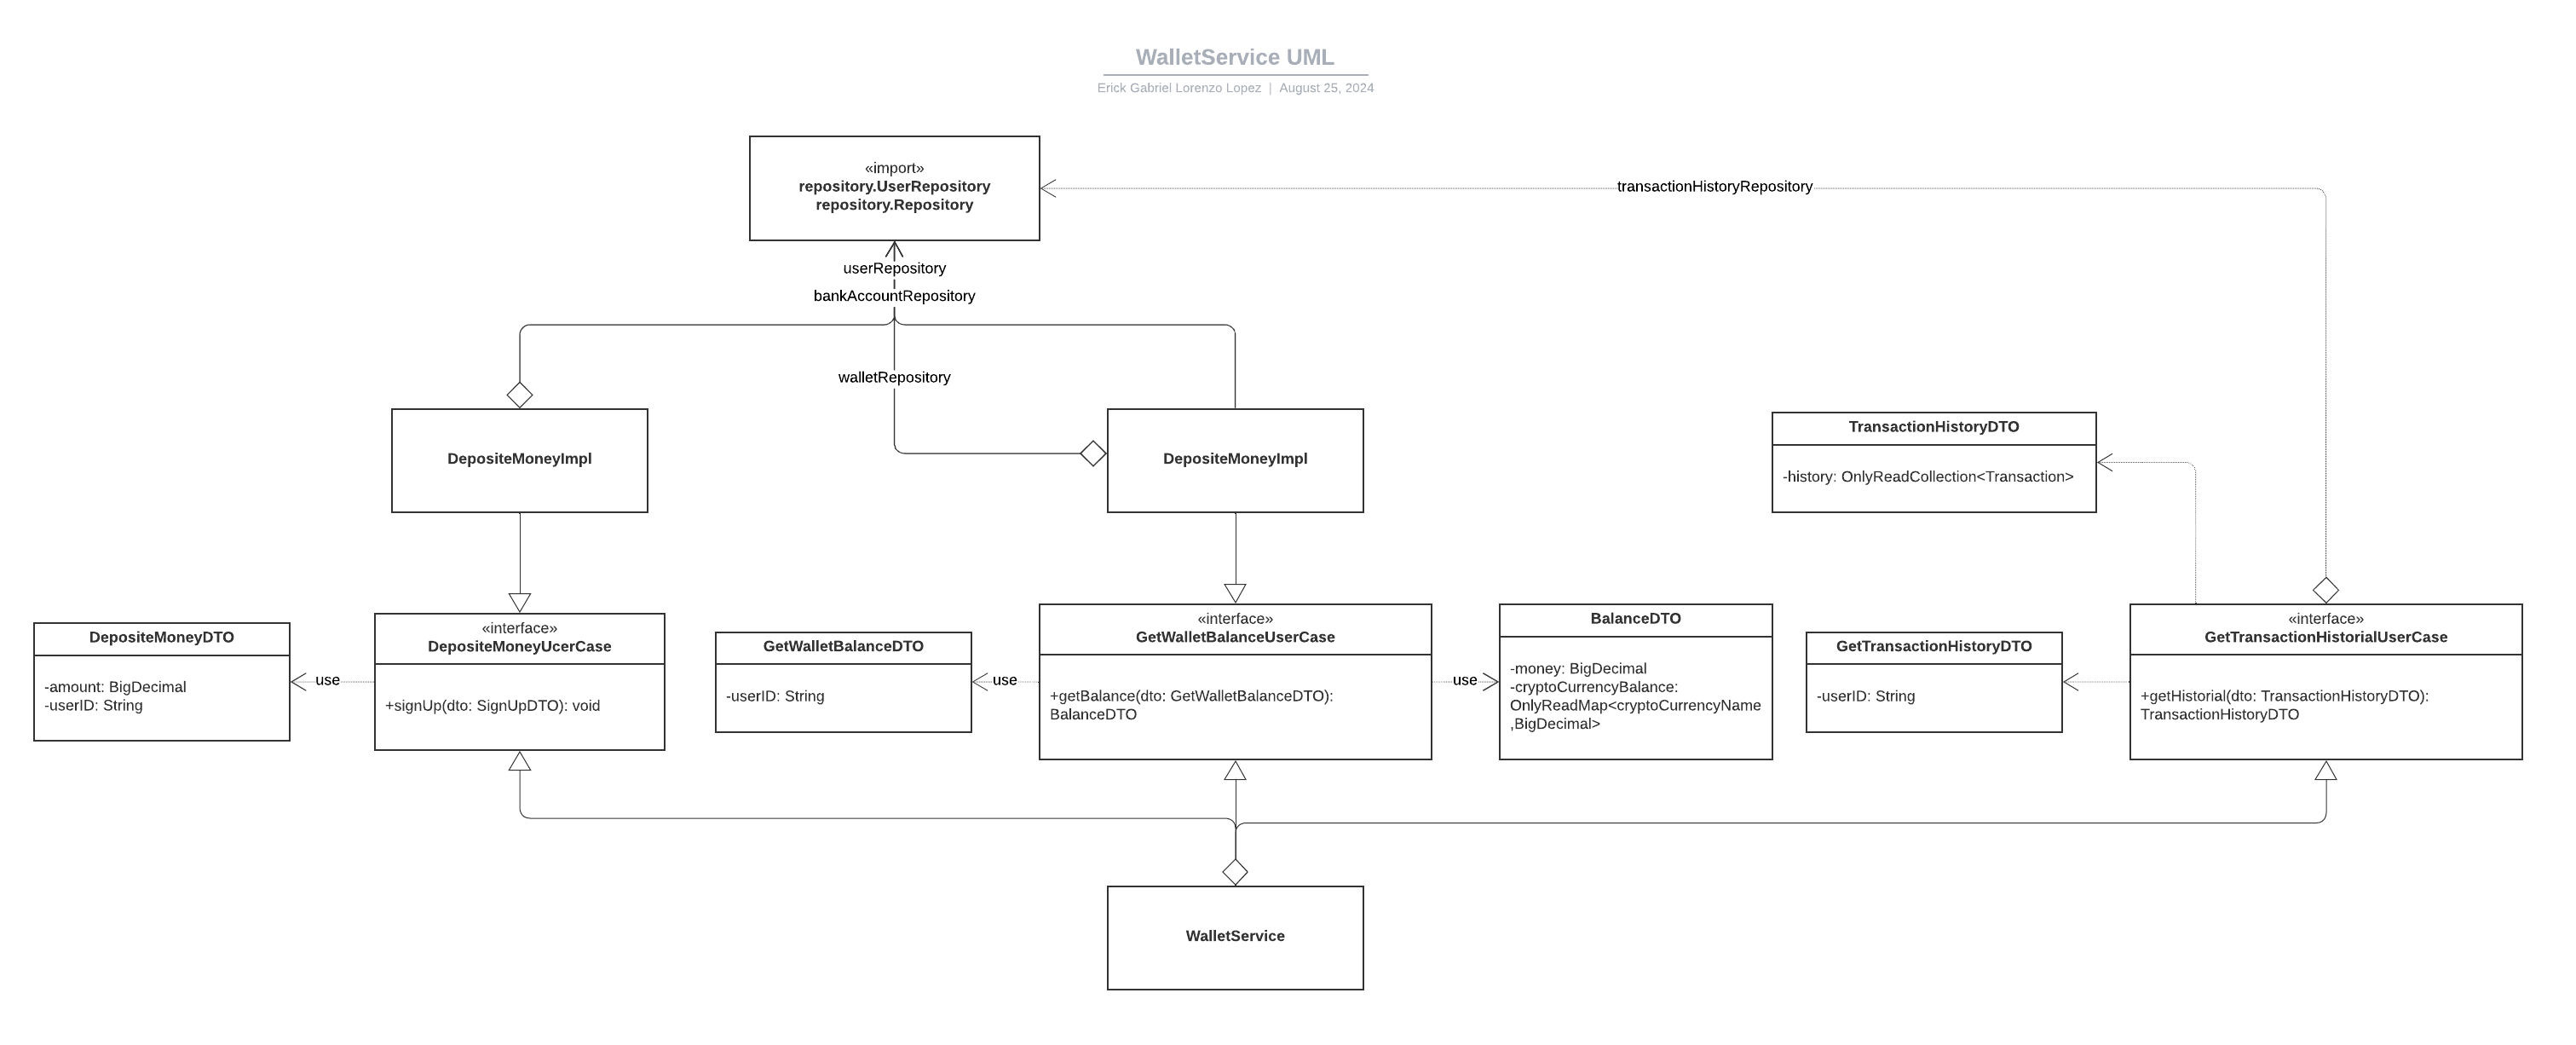 WalletService UML
Erick Gabriel Lorenzo Lopez | August 25, 2024
«import»
repository.UserRepository
repository.Repository
transactionHistoryRepository
userRepository
bankAccountRepository
walletRepository
DepositeMoneyImpl
DepositeMoneyImpl
TransactionHistoryDTO
-history: OnlyReadCollection<Transaction>
DepositeMoneyDTO
-amount: BigDecimal
-userID: String
use
«interface»
DepositeMoneyUcerCase
+signUp(dto: SignUpDTO): void
GetWalletBalanceDTO
-userID: String
use
«interface»
GetWalletBalanceUserCase
+getBalance(dto: GetWalletBalanceDTO):
BalanceDTO
use
BalanceDTO
-money: BigDecimal
-cryptoCurrencyBalance:
OnlyReadMap<cryptoCurrencyName
,BigDecimal>
GetTransactionHistoryDTO
-userID: String
«interface»
GetTransactionHistorialUserCase
+getHistorial(dto: TransactionHistoryDTO):
TransactionHistoryDTO
WalletService